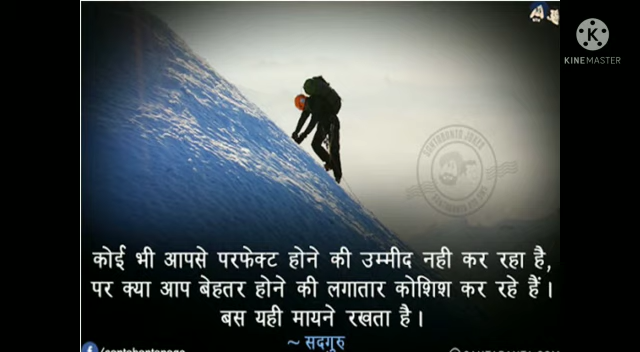 KINEMASTER
कोई भी आपसे परफेक्ट होने की उम्मीद नही कर रहा है,
पर क्या आप बेहतर होने की लगातार कोशिश कर रहे हैं।
बस यही मायने रखता है।
~ सदगुरु